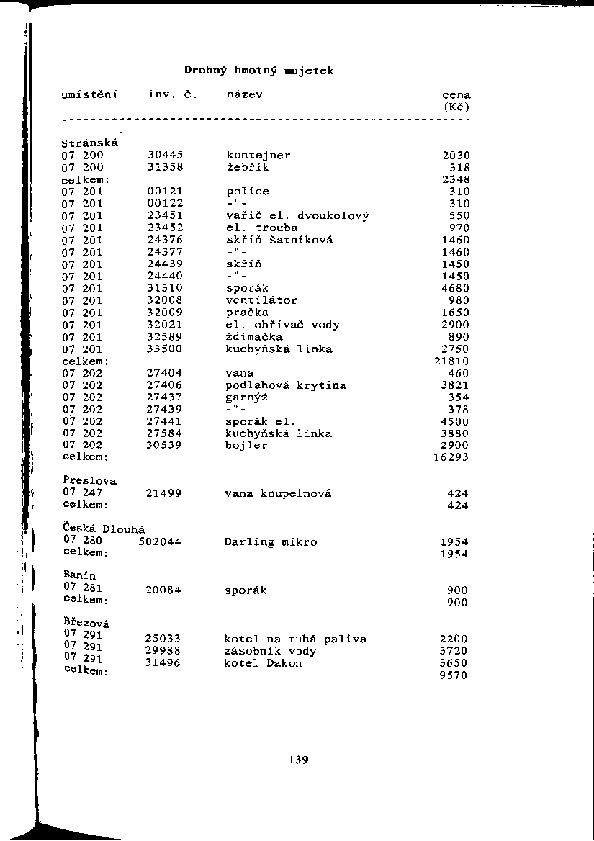 Drobný hmotný majetek
umístění inv. č. název cena
(Kč)
Stránská
07 200 30445 kontejner 2030
07 200 31358 žebřík 318
celkem: 2348
07 201 00121 police 310
07 201 00122 -"- 310
07 201 23451 vařič el. dvoukolový 550
07 201 23452 el. trouba 970
07 201 24376 skříň šatníková 1460
07 201 24377 -"- 1460
07 201 24439 skříň 1450
07 201 24440 -"- 1450
07 201 31510 sporák 4680
07 201 32008 ventilátor 980
07 201 32009 pračka 1650
07 201 32021 el. ohřívač vody 2900
07 201 32589 ždímačka 890
07 201 33500 kuchyňská linka 2750
celkem: 21810
07 202 27404 vana 460
07 202 27406 podlahová krytina 3821
07 202 27437 garnýž 354
07 202 27439 -"- 378
07 202 27441 sporák el. 4500
07 202 27584 kuchyňská linka 3880
07 202 30539 bojler 2900
celkem: 16293
Preslova
07 247 21499 vana koupelnová 424
celkem: 424
Česká Dlouhá
07 280 502044 Darling mikro 1954
celkem: 1954
Banín
07 281 20084 sporák 900
celkem: 900
Březová
07 291 25033 kotel na tuhá paliva 2200
07 291 29988 zásobník vody 3720
07 291 31496 kotel Dakon 3650
celkem: 9570
139